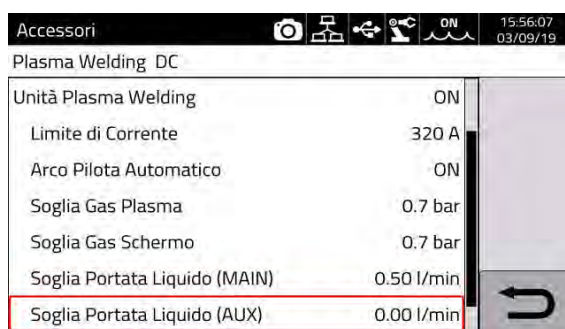 Accessori ON 15:56:07
03/09/19
Plasma Welding DC
Unità Plasma Welding ON
Limite di Corrente 320 A
Arco Pilota Automatico ON
Soglia Gas Plasma 0.7 bar
Soglia Gas Schermo 0.7 bar
Soglia Portata Liquido (MAIN) 0.50 l/min
Soglia Portata Liquido (AUX) 0.00 l/min